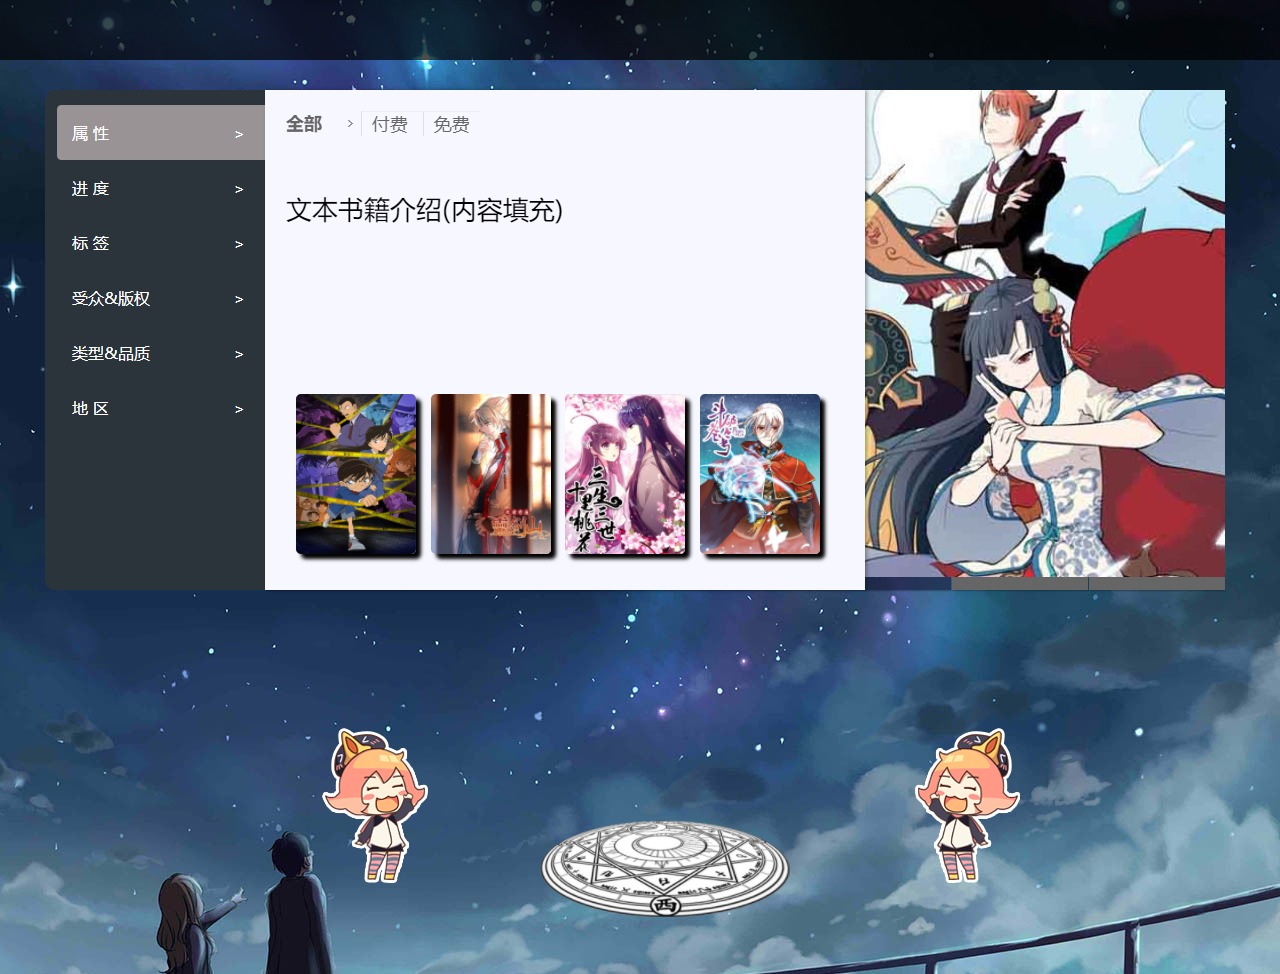 属 性 >
进 度 >
标 签 >
受众&版权 >
类型&品质 >
地 区 >
全部 > 付费 免费
文本书籍介绍(内容填充)
三生三世
十里桃花
西